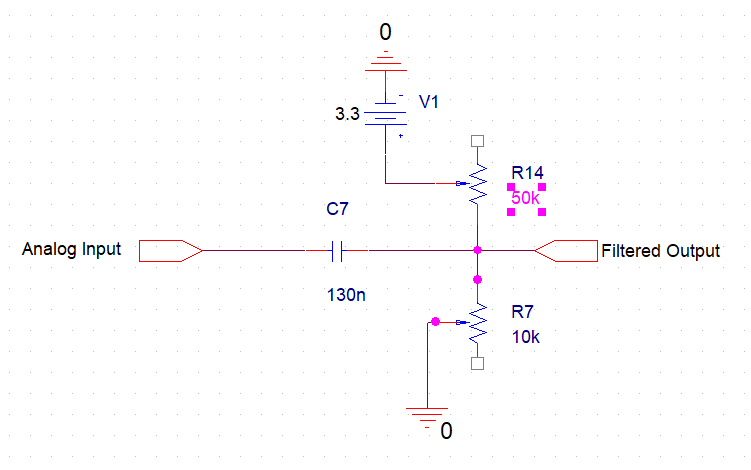 0
-
V1
3.3
+
R14
50k
C7
Analog Input
Filtered Output
130n
R7
10k
0